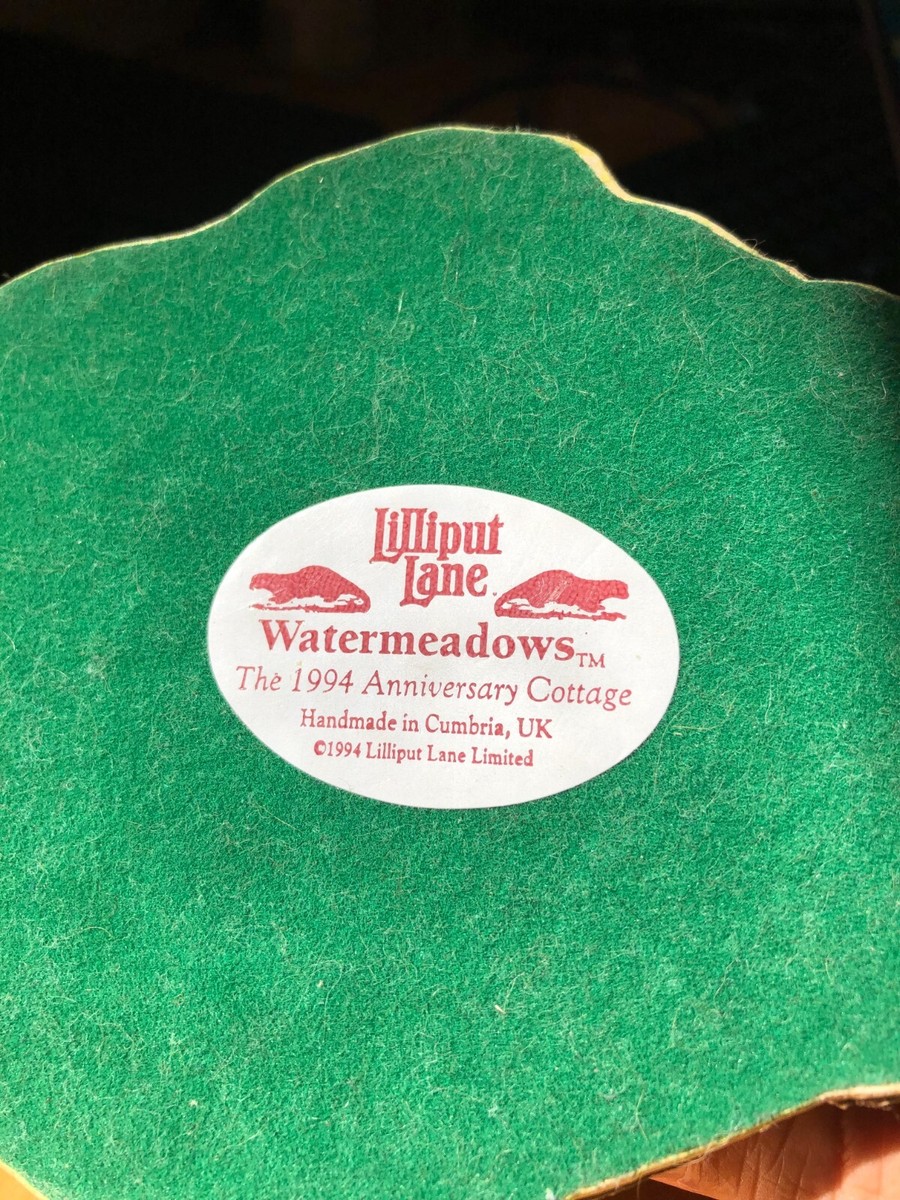 Lilliput
Lane
Watermeadows™
The 1994 Anniversary Cottage
Handmade in Cumbria, UK
©1994 Lilliput Lane Limited